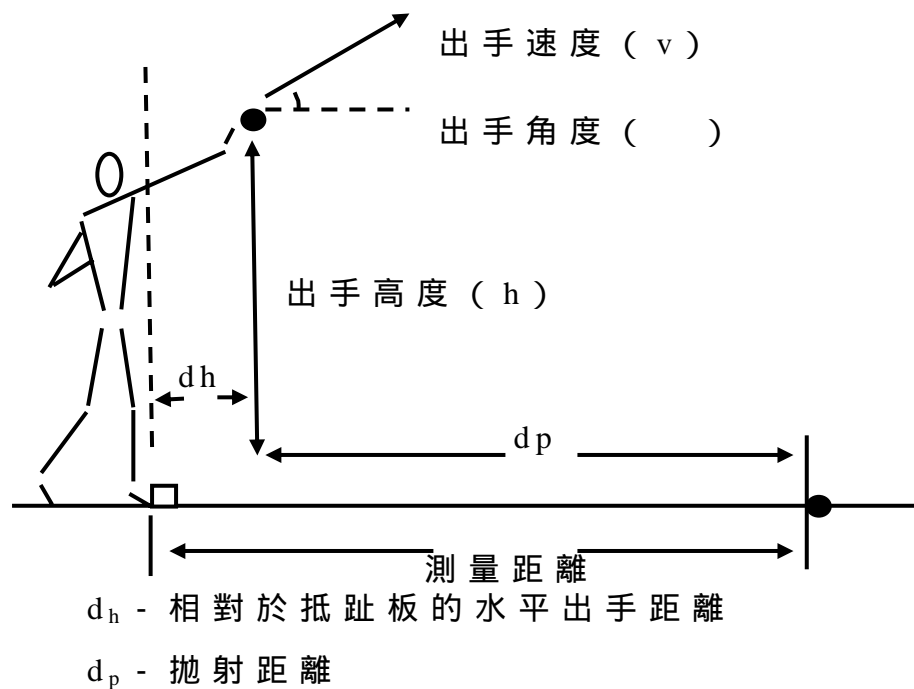 出手速度(v)
出手角度( )
出手高度(h)
dh
dp
測量距離
dh - 相對於抵趾板的水平出手距離
dp - 拋射距離